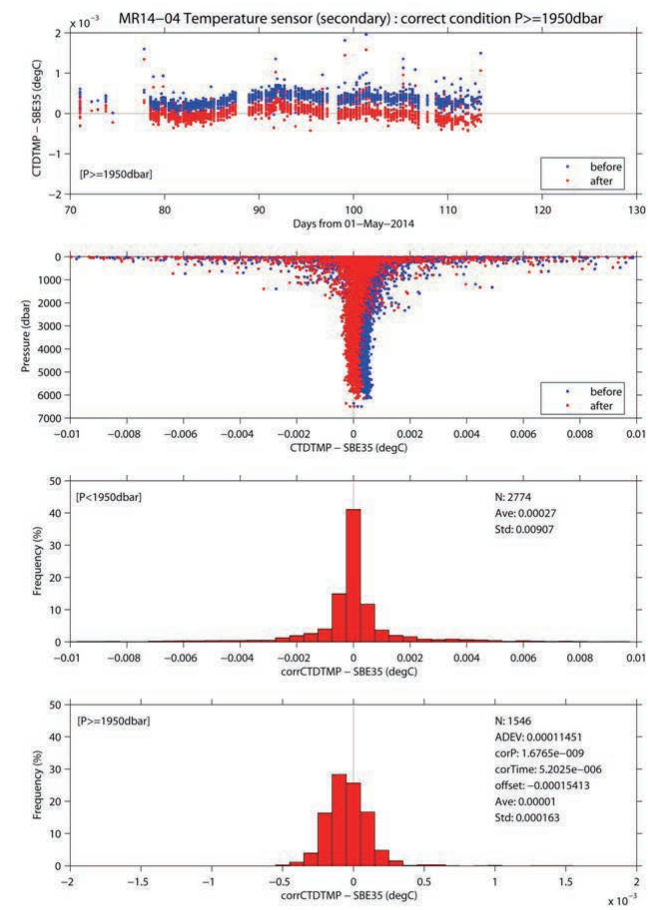 MR14−04 Temperature sensor (secondary) : correct condition P>=1950dbar
x 10⁻³
2
1
0
−1
−2
CTDTMP − SBE35 (degC)
[P>=1950dbar]
before
after
70 80 90 100 110 120 130
Days from 01−May−2014
0
1000
2000
3000
4000
5000
6000
7000
Pressure (dbar)
before
after
−0.01 −0.008 −0.006 −0.004 −0.002 0 0.002 0.004 0.006 0.008 0.01
CTDTMP − SBE35 (degC)
50
40
30
20
10
0
Frequency (%)
[P<1950dbar]
N: 2774
Ave: 0.00027
Std: 0.00907
−0.01 −0.008 −0.006 −0.004 −0.002 0 0.002 0.004 0.006 0.008 0.01
corrCTDTMP − SBE35 (degC)
50
40
30
20
10
0
Frequency (%)
[P>=1950dbar]
N: 1546
ADEV: 0.00011451
corP: 1.6765e−009
corTime: 5.2025e−006
offset: −0.00015413
Ave: 0.00001
Std: 0.000163
−2 −1.5 −1 −0.5 0 0.5 1 1.5 2
corrCTDTMP − SBE35 (degC)
x 10⁻³